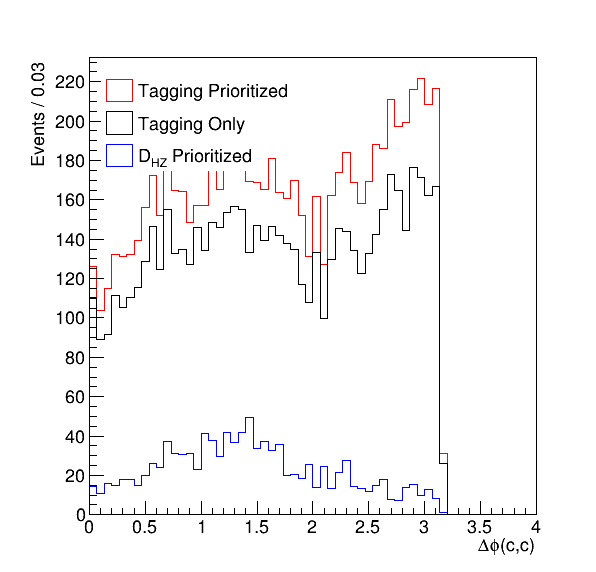 Events / 0.03
220
200
180
160
140
120
100
80
60
40
20
0
Tagging Prioritized
Tagging Only
D_HZ Prioritized
0 0.5 1 1.5 2 2.5 3 3.5 4
Δϕ(c,c)